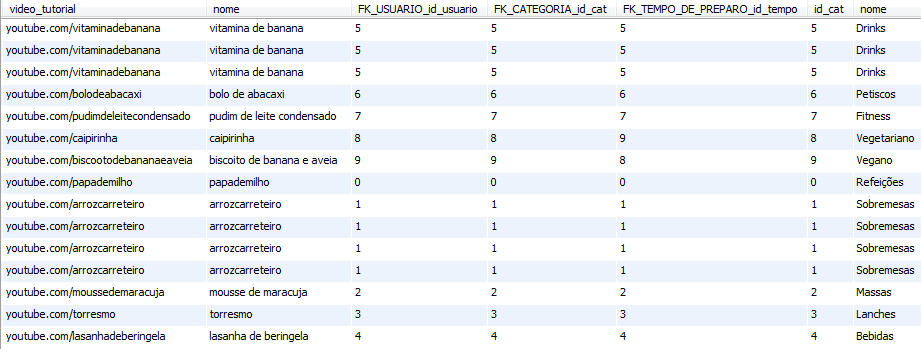 video_tutorial nome FK_USUARIO_id_usuario FK_CATEGORIA_id_cat FK_TEMPO_DE_PREPARO_id_tempo id_cat nome
youtube.com/vitaminadebanana vitamina de banana 5 5 5 5 Drinks
youtube.com/vitaminadebanana vitamina de banana 5 5 5 5 Drinks
youtube.com/vitaminadebanana vitamina de banana 5 5 5 5 Drinks
youtube.com/bolodeabacaxi bolo de abacaxi 6 6 6 6 Petiscos
youtube.com/pudimdeleitecondensado pudim de leite condensado 7 7 7 7 Fitness
youtube.com/caipirinha caipirinha 8 8 9 8 Vegetariano
youtube.com/biscootodebananaeaveia biscoito de banana e aveia 9 9 8 9 Vegano
youtube.com/papademilho papademilho 0 0 0 0 Refeições
youtube.com/arrozcarreteiro arrozcarreteiro 1 1 1 1 Sobremesas
youtube.com/arrozcarreteiro arrozcarreteiro 1 1 1 1 Sobremesas
youtube.com/arrozcarreteiro arrozcarreteiro 1 1 1 1 Sobremesas
youtube.com/arrozcarreteiro arrozcarreteiro 1 1 1 1 Sobremesas
youtube.com/moussedemaracuja mousse de maracuja 2 2 2 2 Massas
youtube.com/torresmo torresmo 3 3 3 3 Lanches
youtube.com/lasanhadeberingela lasanha de beringela 4 4 4 4 Bebidas